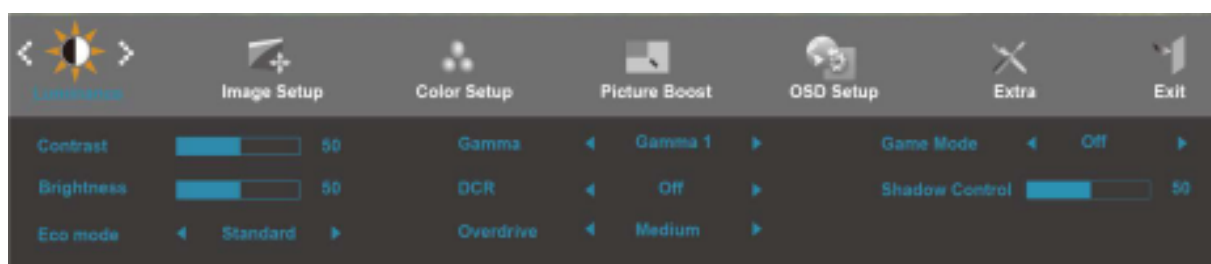 Luminance Image Setup Color Setup Picture Boost OSD Setup Extra Exit
Contrast 50 Gamma Gamma 1 Game Mode Off
Brightness 50 DCR Off Shadow Control 50
Eco mode Standard Overdrive Medium